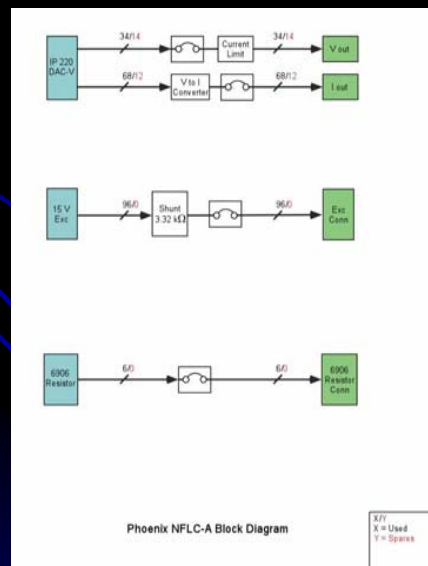 34/14
34/14
IP 220
DAC-V
Current
Limit
V out
68/12
68/12
V to I
Converter
I out
96/0
96/0
15 V
Exc
Shunt
3.32 kΩ
Exc
Conn
6/0
6/0
6906
Resistor
6906
Resistor
Conn
Phoenix NFLC-A Block Diagram
X/Y
X = Used
Y = Spares